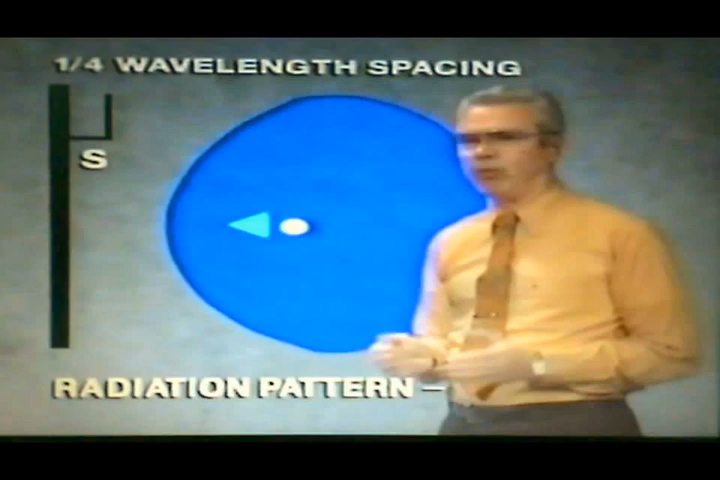 1/4 WAVELENGTH SPACING
S
RADIATION PATTERN –